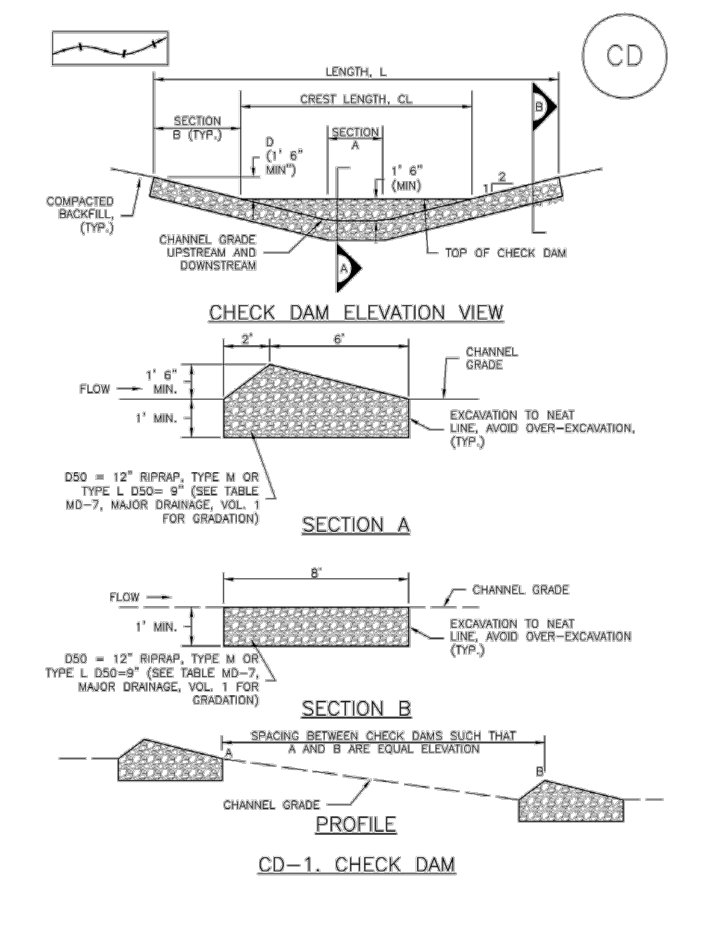 CD
LENGTH, L
CREST LENGTH, CL
SECTION
B (TYP.)
SECTION
A
B
D
(1' 6"
MIN")
1' 6"
(MIN)
2
1
COMPACTED
BACKFILL,
(TYP.)
CHANNEL GRADE
UPSTREAM AND
DOWNSTREAM
A
TOP OF CHECK DAM
CHECK DAM ELEVATION VIEW
2'
6'
CHANNEL
GRADE
1' 6"
MIN.
FLOW
1' MIN.
EXCAVATION TO NEAT
LINE, AVOID OVER-EXCAVATION,
(TYP.)
D50 = 12" RIPRAP, TYPE M OR
TYPE L D50= 9" (SEE TABLE
MD-7, MAJOR DRAINAGE, VOL. 1
FOR GRADATION)
SECTION A
8'
FLOW
CHANNEL GRADE
1' MIN.
EXCAVATION TO NEAT
LINE, AVOID OVER-EXCAVATION
(TYP.)
D50 = 12" RIPRAP, TYPE M OR
TYPE L D50=9" (SEE TABLE MD-7,
MAJOR DRAINAGE, VOL. 1 FOR
GRADATION)
SECTION B
SPACING BETWEEN CHECK DAMS SUCH THAT
A AND B ARE EQUAL ELEVATION
A
B
CHANNEL GRADE
PROFILE
CD-1. CHECK DAM